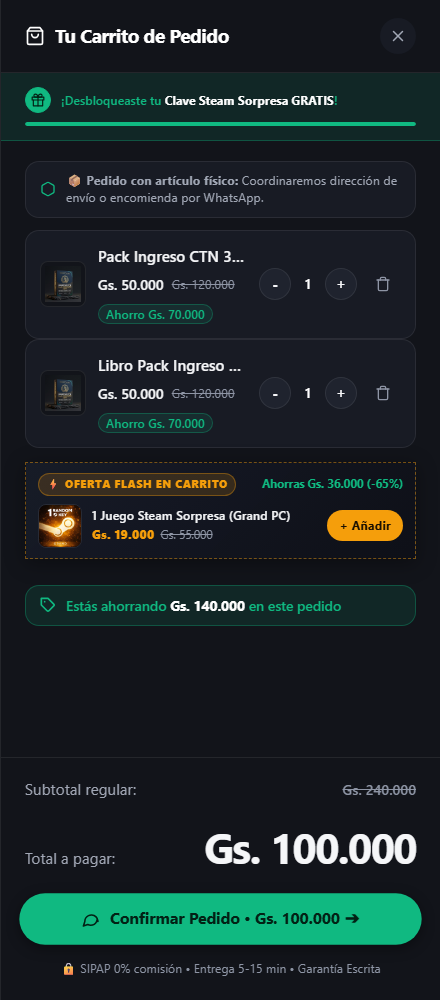 Tu Carrito de Pedido
¡Desbloqueaste tu Clave Steam Sorpresa GRATIS!
📦 Pedido con artículo físico: Coordinaremos dirección de
envío o encomienda por WhatsApp.
Pack Ingreso CTN 3...
Gs. 50.000 Gs. 120.000
- 1 +
Ahorro Gs. 70.000
Libro Pack Ingreso ...
Gs. 50.000 Gs. 120.000
- 1 +
Ahorro Gs. 70.000
OFERTA FLASH EN CARRITO
Ahorras Gs. 36.000 (-65%)
1 Juego Steam Sorpresa (Grand PC)
Gs. 19.000 Gs. 55.000
+ Añadir
Estás ahorrando Gs. 140.000 en este pedido
Subtotal regular: Gs. 240.000
Total a pagar: Gs. 100.000
Confirmar Pedido • Gs. 100.000 ➔
🔒 SIPAP 0% comisión • Entrega 5-15 min • Garantía Escrita